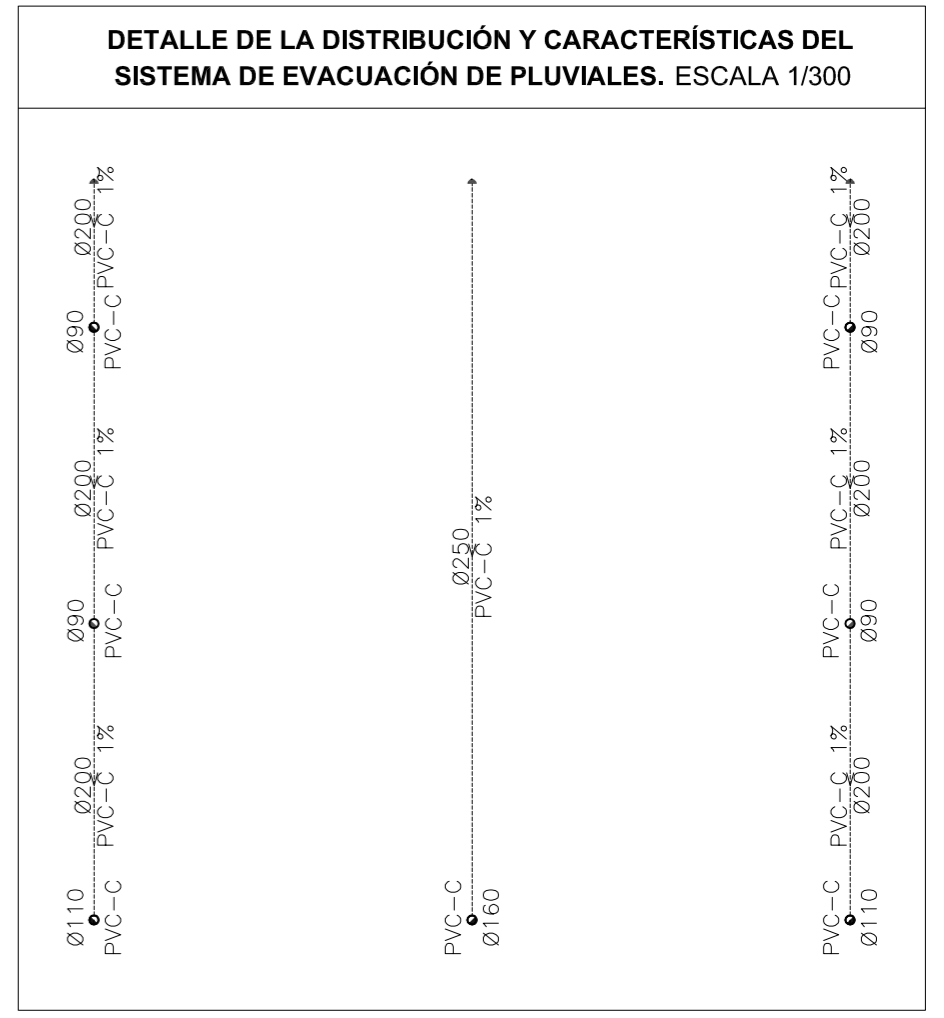 DETALLE DE LA DISTRIBUCIÓN Y CARACTERÍSTICAS DEL
SISTEMA DE EVACUACIÓN DE PLUVIALES. ESCALA 1/300
Ø200
PVC-C 1%
Ø90
PVC-C
Ø200
PVC-C 1%
Ø90
PVC-C
Ø200
PVC-C 1%
Ø110
PVC-C
Ø250
PVC-C 1%
PVC-C
Ø160
PVC-C 1%
Ø200
PVC-C
Ø90
PVC-C 1%
Ø200
PVC-C
Ø90
PVC-C 1%
Ø200
PVC-C
Ø110